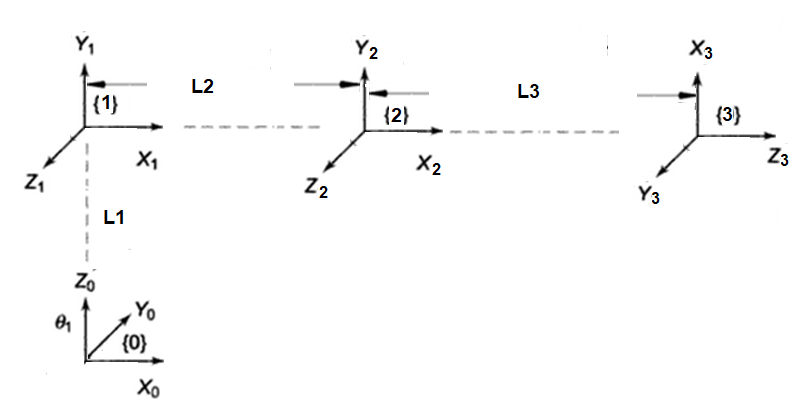 Y₁ Y₂ X₃
L2 L3
{1} {2} {3}
X₁ X₂ Z₃
Z₁ Z₂ Y₃
L1
Z₀
θ₁ Y₀
{0}
X₀